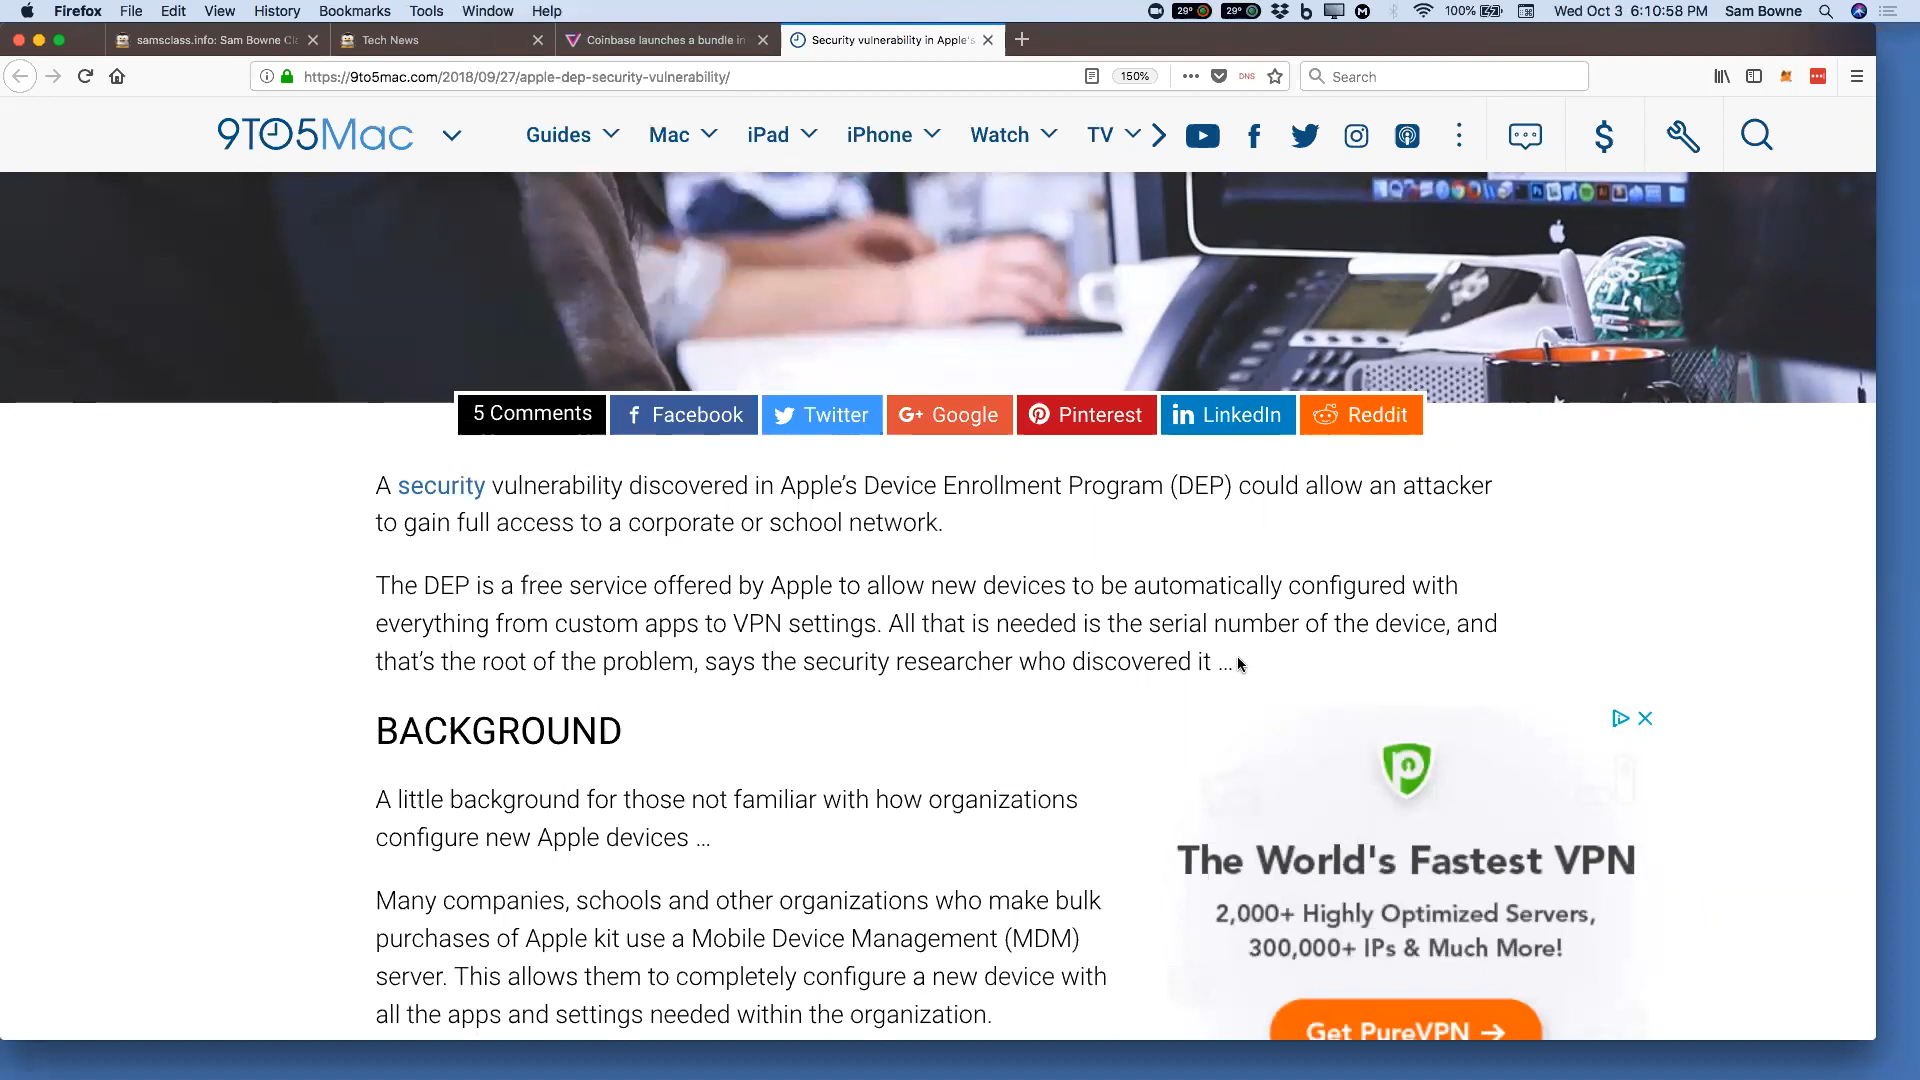 Firefox File Edit View History Bookmarks Tools Window Help 29° 29° 100% Wed Oct 3 6:10:58 PM Sam Bowne
samsclass.info: Sam Bowne Cl Tech News Coinbase launches a bundle in Security vulnerability in Apple's
https://9to5mac.com/2018/09/27/apple-dep-security-vulnerability/ 150% DNS Search
9TO5Mac Guides Mac iPad iPhone Watch TV
5 Comments Facebook Twitter G+ Google Pinterest LinkedIn Reddit
A security vulnerability discovered in Apple’s Device Enrollment Program (DEP) could allow an attacker
to gain full access to a corporate or school network.
The DEP is a free service offered by Apple to allow new devices to be automatically configured with
everything from custom apps to VPN settings. All that is needed is the serial number of the device, and
that’s the root of the problem, says the security researcher who discovered it …
BACKGROUND
A little background for those not familiar with how organizations
configure new Apple devices …
Many companies, schools and other organizations who make bulk
purchases of Apple kit use a Mobile Device Management (MDM)
server. This allows them to completely configure a new device with
all the apps and settings needed within the organization.
The World's Fastest VPN
2,000+ Highly Optimized Servers,
300,000+ IPs & Much More!
Get PureVPN →